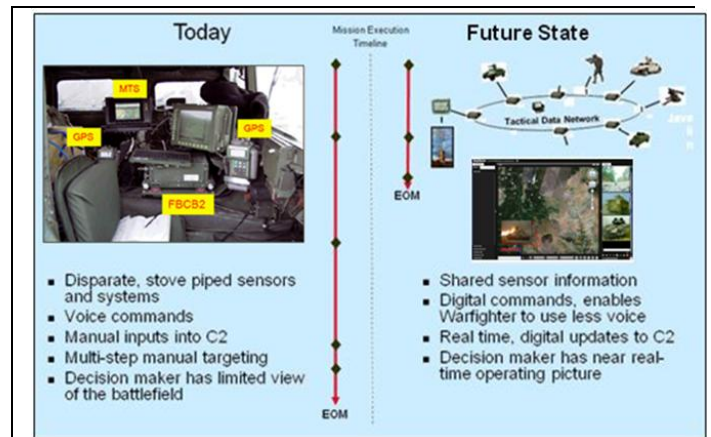 Today
Mission Execution
Timeline
Future State
MTS
GPS
GPS
FBCB2
Tactical Data Network
EOM
▪ Disparate, stove piped sensors
and systems
▪ Voice commands
▪ Manual inputs into C2
▪ Multi-step manual targeting
▪ Decision maker has limited view
of the battlefield
EOM
▪ Shared sensor information
▪ Digital commands, enables
Warfighter to use less voice
▪ Real time, digital updates to C2
▪ Decision maker has near real-
time operating picture